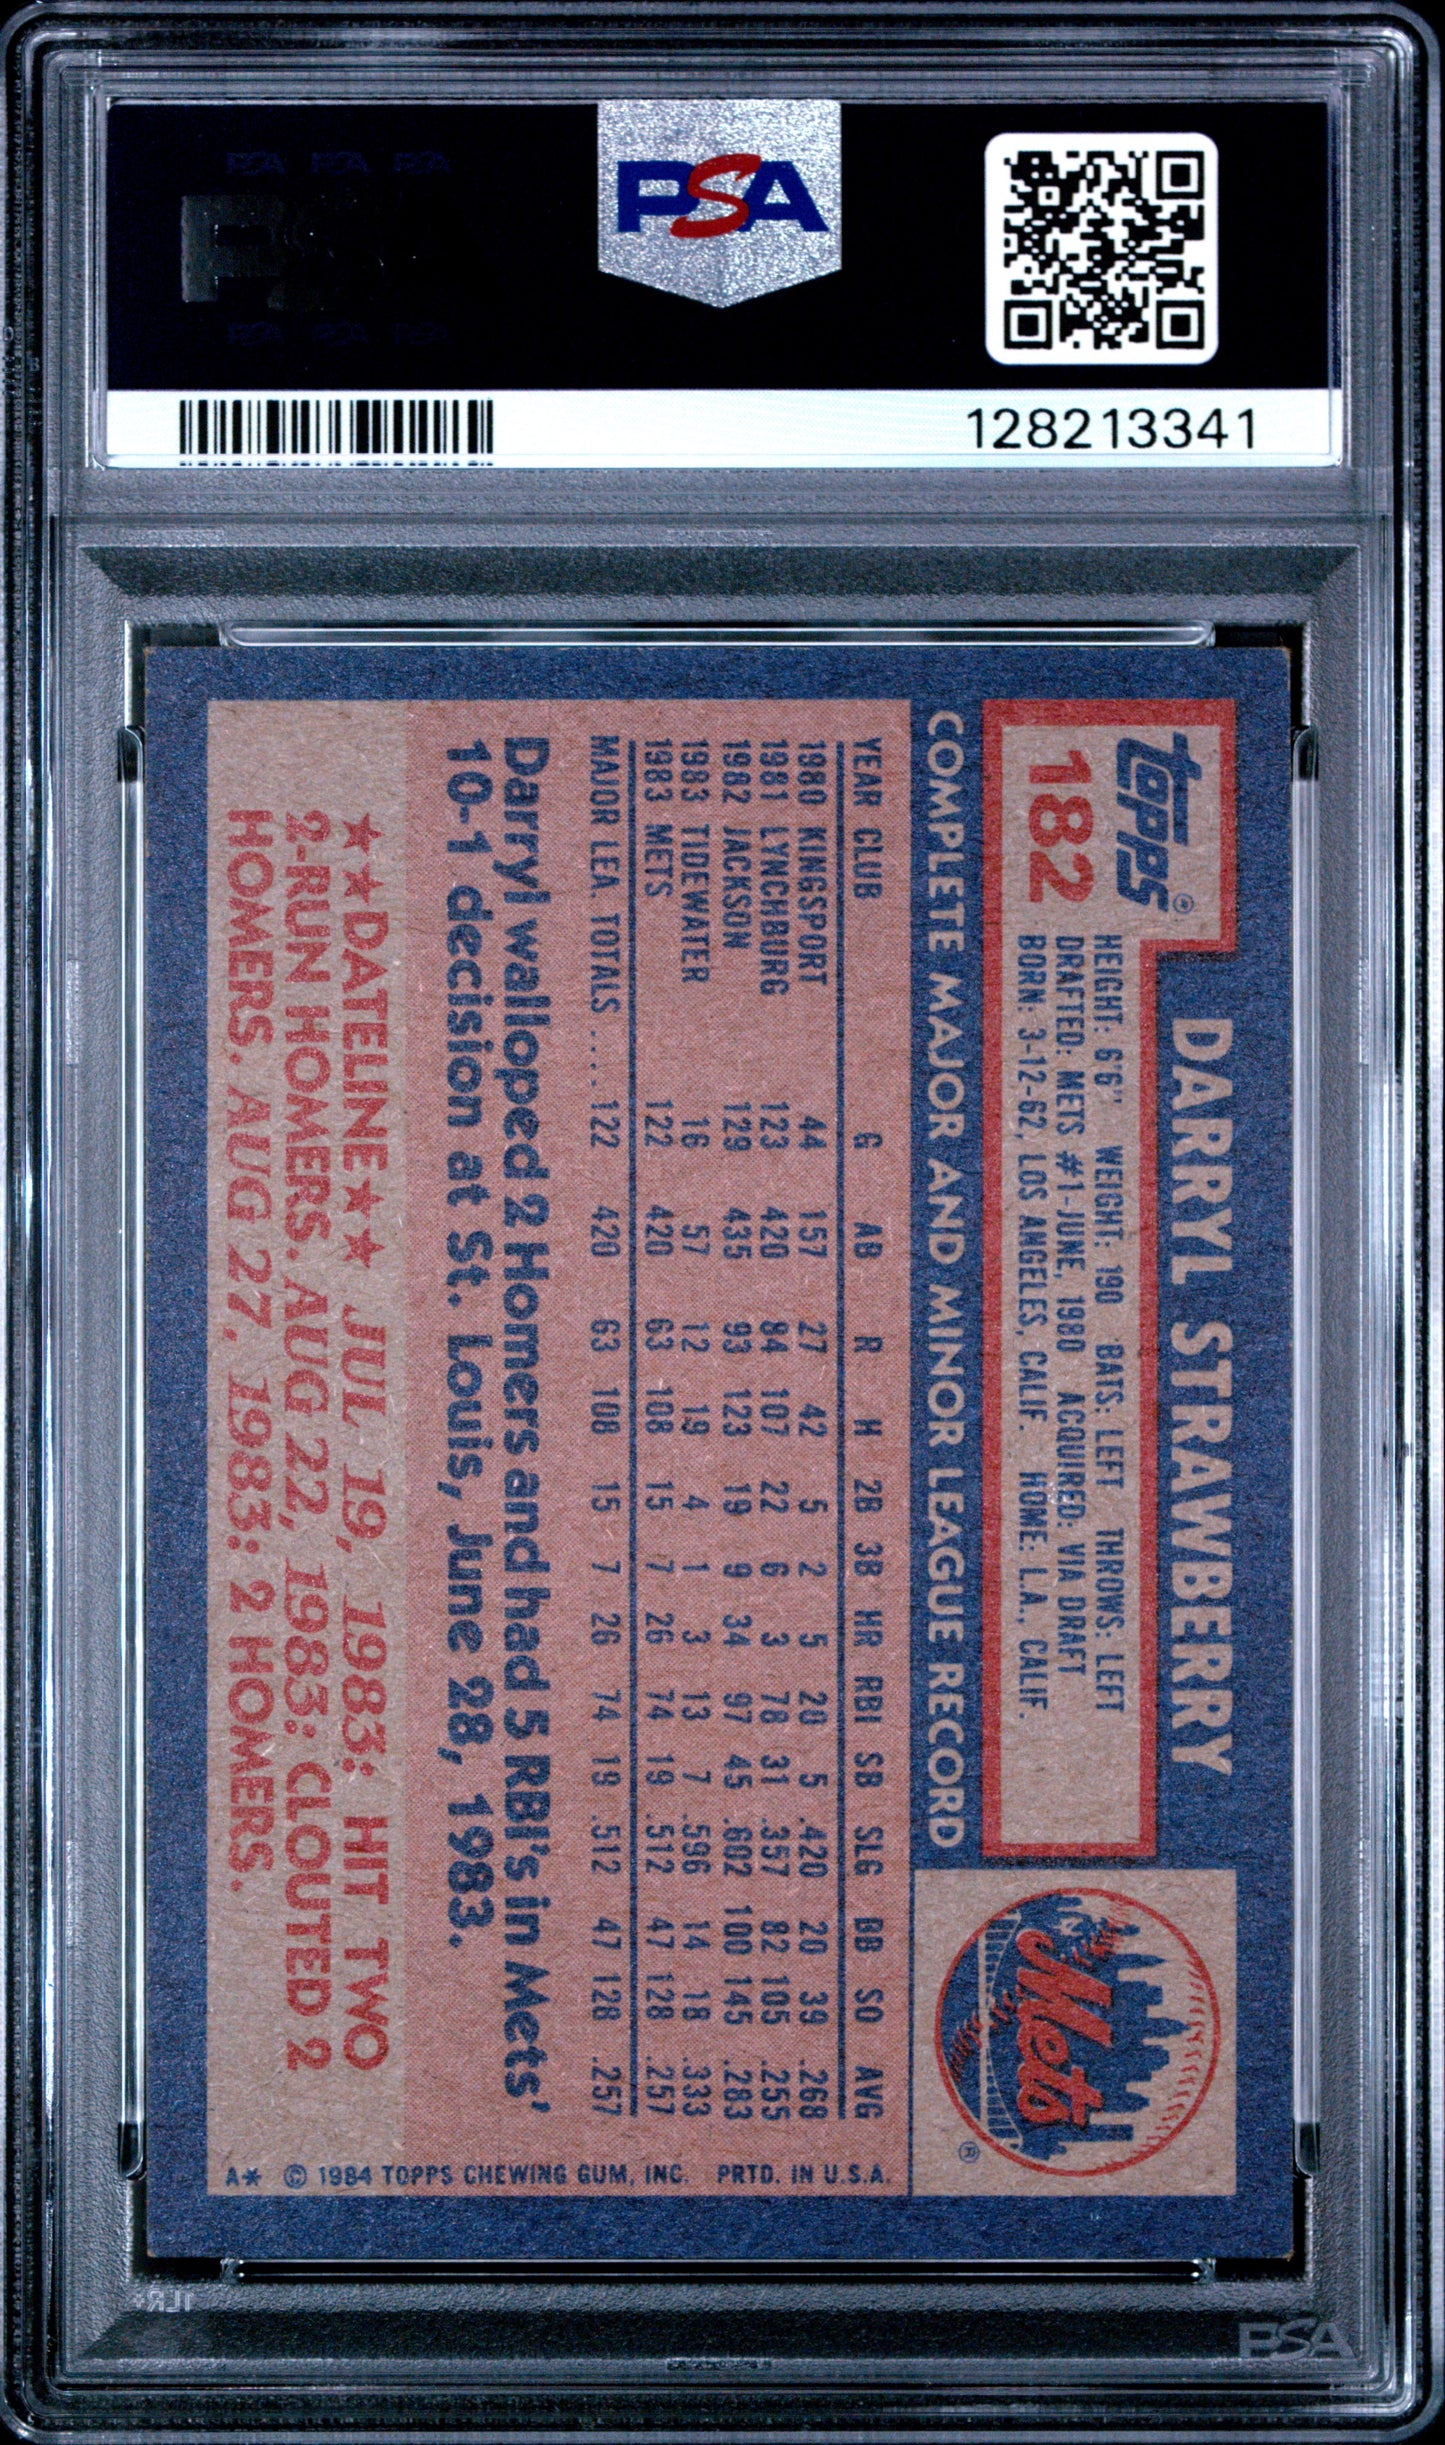 PSA
128213341
topps®
182
DARRYL STRAWBERRY
HEIGHT: 6'6" WEIGHT: 190 BATS: LEFT THROWS: LEFT
DRAFTED: METS #1-JUNE, 1980 ACQUIRED: VIA DRAFT
BORN: 3-12-62, LOS ANGELES, CALIF. HOME: L.A., CALIF.
Mets
NY
®
COMPLETE MAJOR AND MINOR LEAGUE RECORD
YEAR CLUB G AB R H 2B 3B HR RBI SB SLG BB SO AVG
1980 KINGSPORT 44 157 27 42 5 2 5 20 5 .420 20 39 .268
1981 LYNCHBURG 123 420 84 107 22 6 3 78 31 .357 82 105 .255
1982 JACKSON 129 435 93 123 19 9 34 97 45 .602 100 145 .283
1983 TIDEWATER 16 57 12 19 4 1 3 13 7 .596 14 18 .333
1983 METS 122 420 63 108 15 7 26 74 19 .512 47 128 .257
MAJOR LEA. TOTALS ..... 122 420 63 108 15 7 26 74 19 .512 47 128 .257
Darryl walloped 2 Homers and had 5 RBI's in Mets'
10-1 decision at St. Louis, June 28, 1983.
★★DATELINE★★ JUL 19, 1983: HIT TWO
2-RUN HOMERS. AUG 22, 1983: CLOUTED 2
HOMERS. AUG 27, 1983: 2 HOMERS.
A* © 1984 TOPPS CHEWING GUM, INC. PRTD. IN U.S.A.
PSA